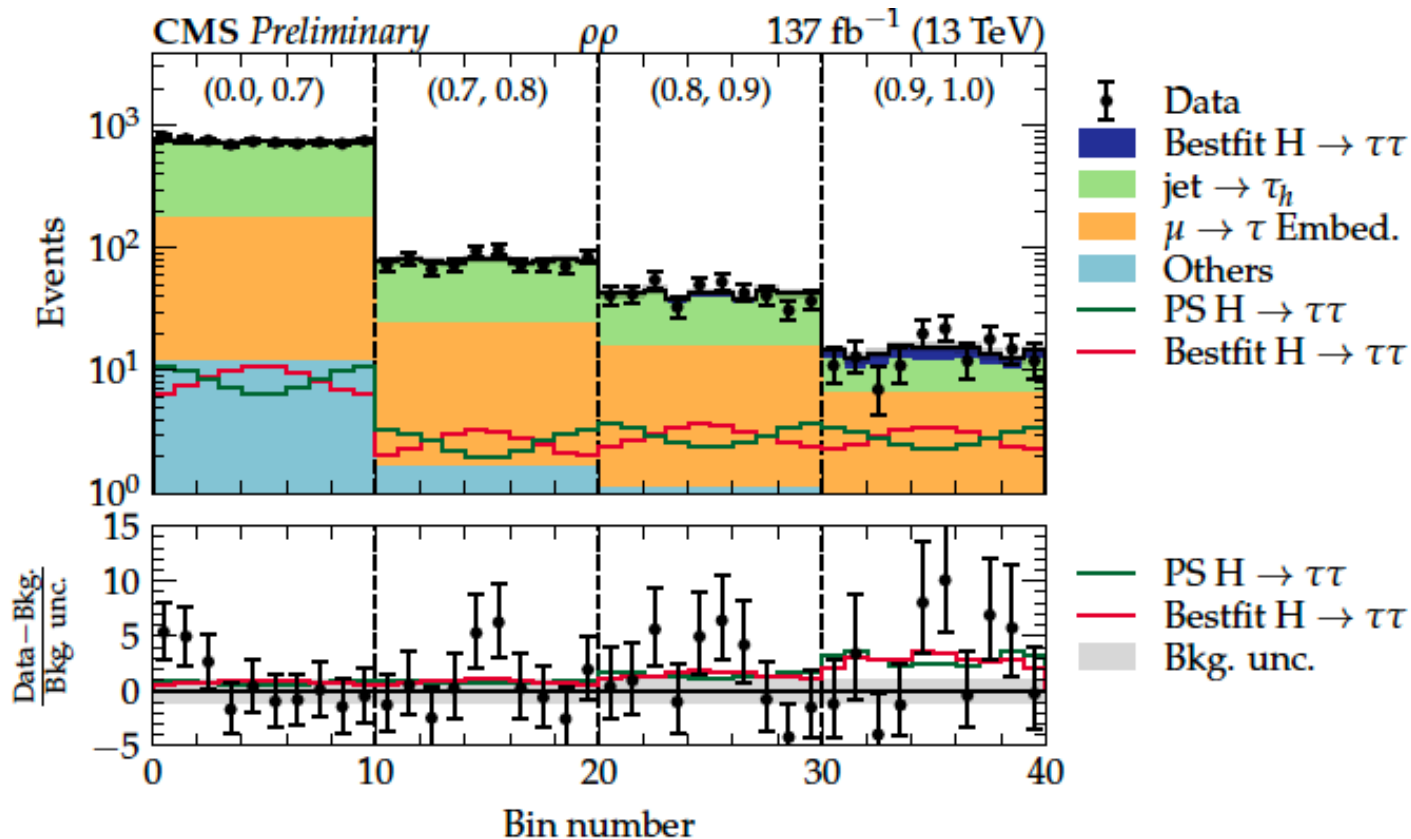 CMS Preliminary ρρ 137 fb⁻¹ (13 TeV)
(0.0, 0.7) (0.7, 0.8) (0.8, 0.9) (0.9, 1.0)
10³
10²
10¹
10⁰
Events
Data
Bestfit H → ττ
jet → τₕ
μ → τ Embed.
Others
PS H → ττ
Bestfit H → ττ
15
10
5
0
−5
Data−Bkg.
Bkg. unc.
PS H → ττ
Bestfit H → ττ
Bkg. unc.
0 10 20 30 40
Bin number